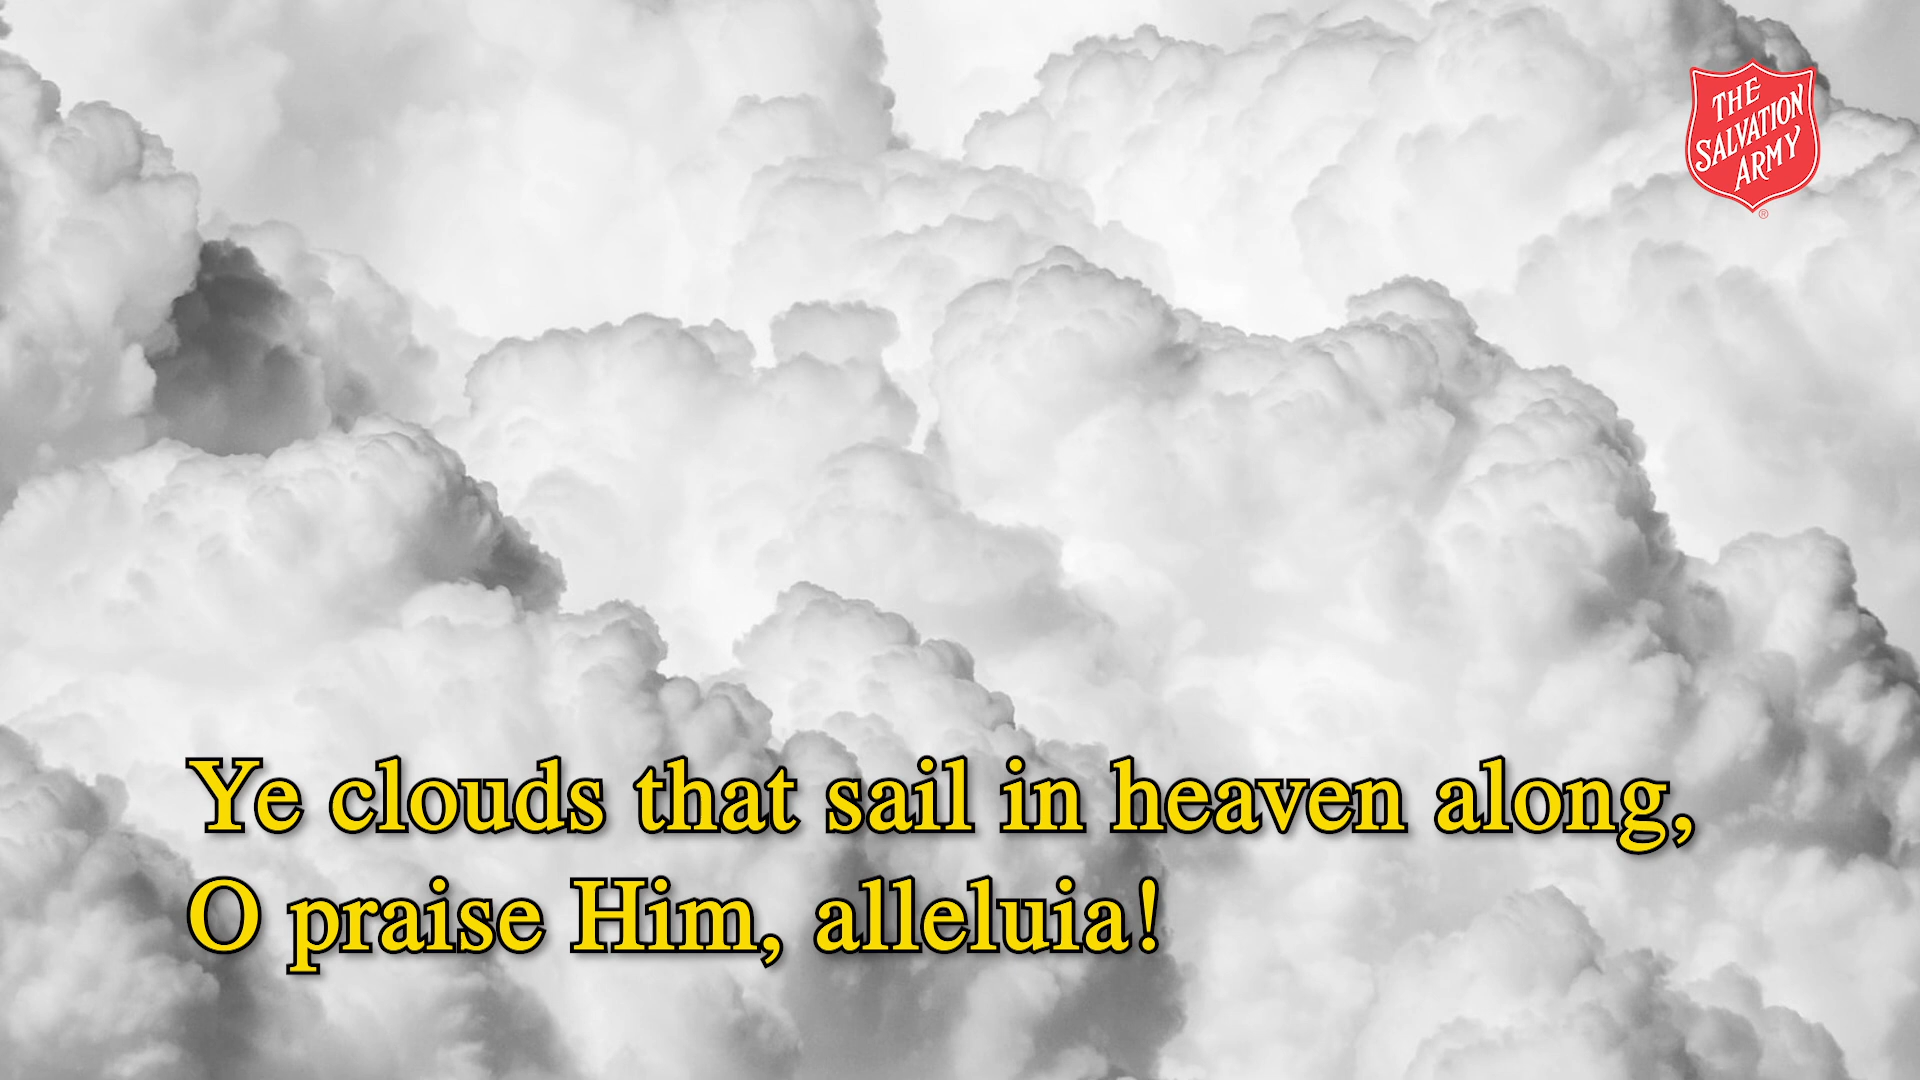 THE
SALVATION
ARMY
®
Ye clouds that sail in heaven along,
O praise Him, alleluia!